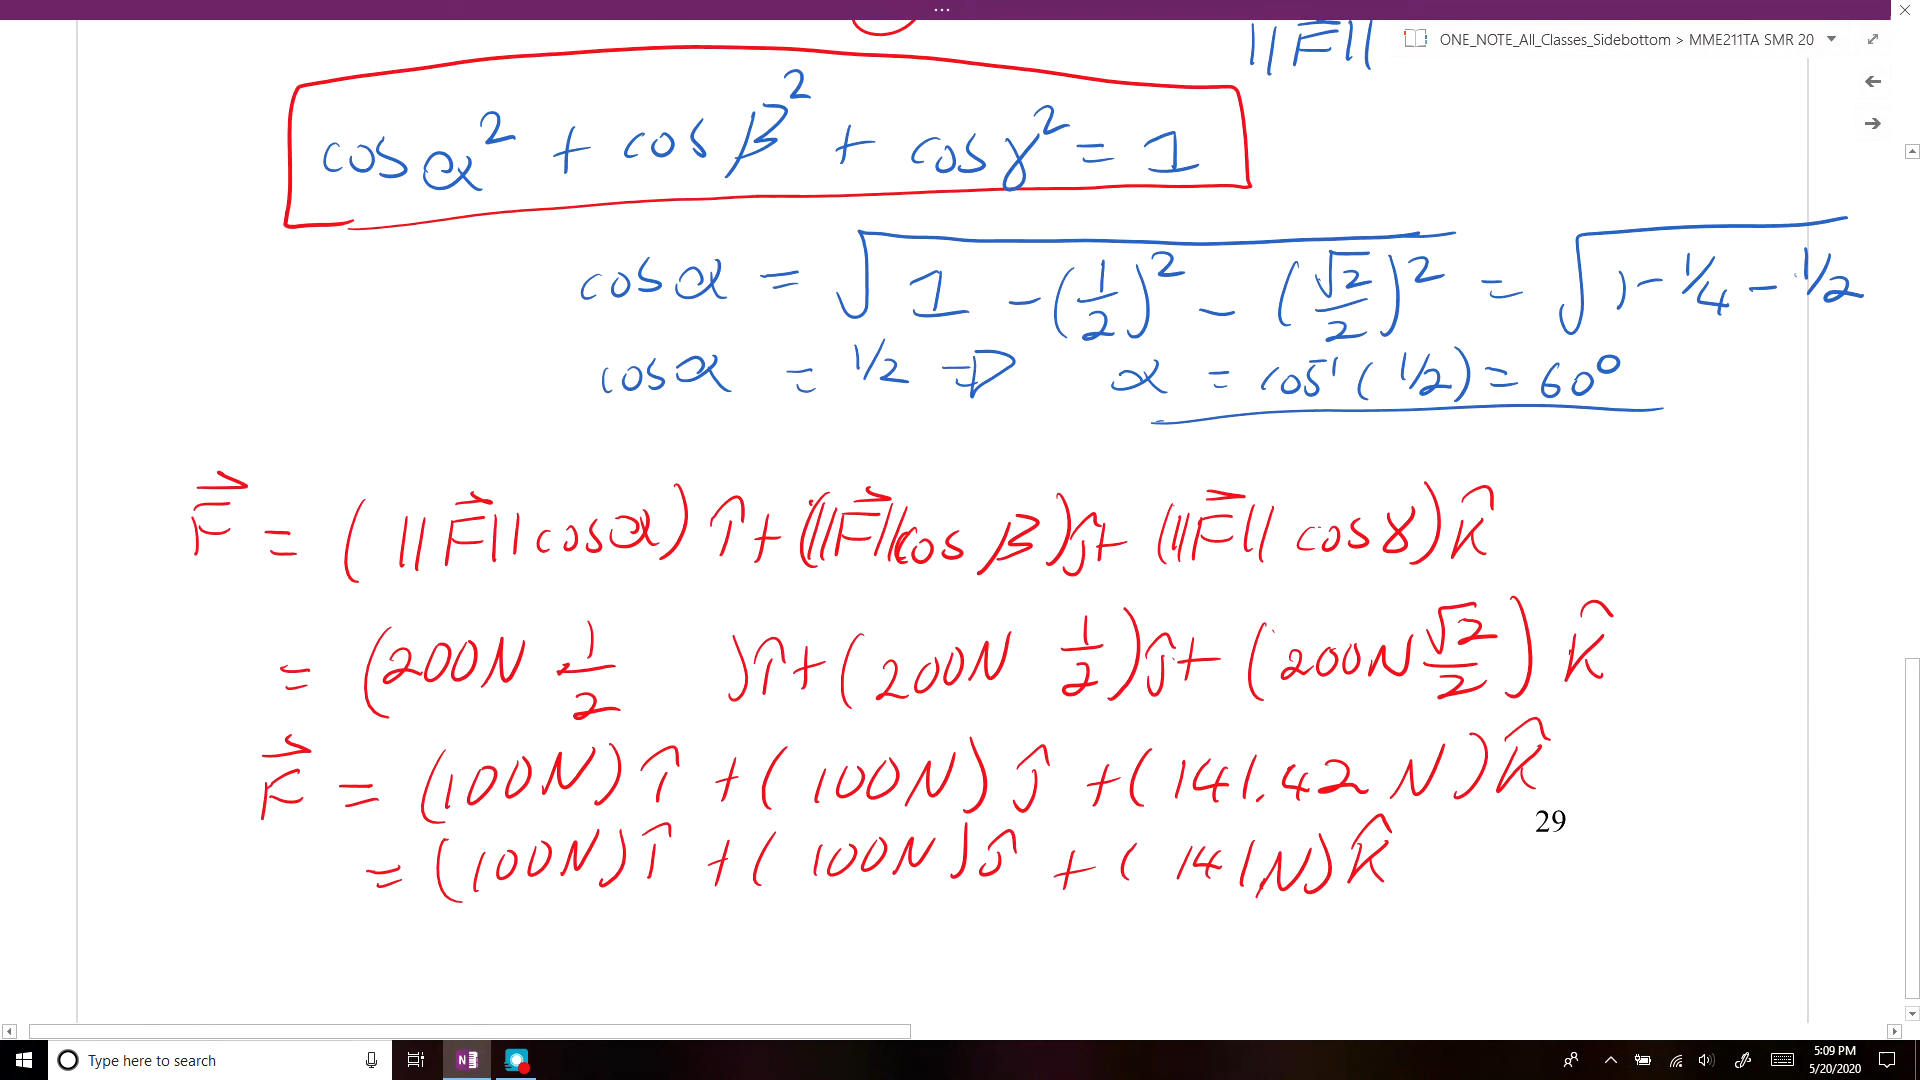 ...
||F⃗||
ONE_NOTE_All_Classes_Sidebottom > MME211TA SMR 20
cos α² + cos β² + cos γ² = 1
cos α = √(1 - (1/2)² - (√2/2)²) = √(1 - 1/4 - 1/2)
cos α = 1/2 ⇒ α = cos⁻¹(1/2) = 60°
F⃗ = (||F⃗|| cos α) î + (||F⃗|| cos β) ĵ + (||F⃗|| cos γ) k̂
= (200N 1/2 ) î + (200N 1/2) ĵ + (200N √2/2) k̂
F⃗ = (100N) î + (100N) ĵ + (141.42 N) k̂
29
= (100N) î + (100N) ĵ + (141 N) k̂
Type here to search
N
5:09 PM
5/20/2020